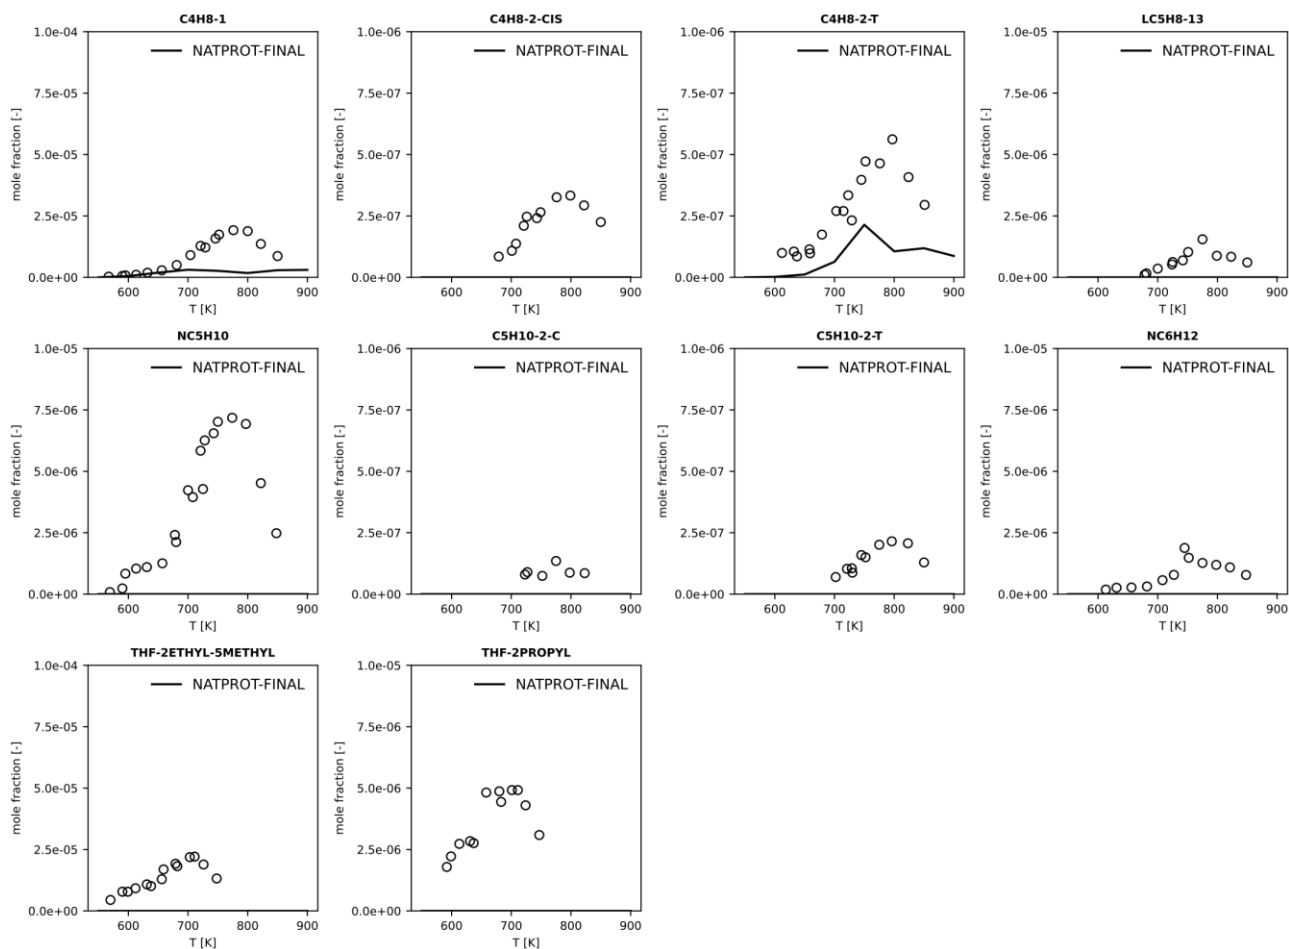 C4H8-1
C4H8-2-CIS
C4H8-2-T
LC5H8-13
1.0e-04
7.5e-05
5.0e-05
2.5e-05
0.0e+00
mole fraction [-]
NATPROT-FINAL
600 700 800 900
T [K]
1.0e-06
7.5e-07
5.0e-07
2.5e-07
0.0e+00
mole fraction [-]
NATPROT-FINAL
600 700 800 900
T [K]
1.0e-06
7.5e-07
5.0e-07
2.5e-07
0.0e+00
mole fraction [-]
NATPROT-FINAL
600 700 800 900
T [K]
1.0e-05
7.5e-06
5.0e-06
2.5e-06
0.0e+00
mole fraction [-]
NATPROT-FINAL
600 700 800 900
T [K]
NC5H10
C5H10-2-C
C5H10-2-T
NC6H12
1.0e-05
7.5e-06
5.0e-06
2.5e-06
0.0e+00
mole fraction [-]
NATPROT-FINAL
600 700 800 900
T [K]
1.0e-06
7.5e-07
5.0e-07
2.5e-07
0.0e+00
mole fraction [-]
NATPROT-FINAL
600 700 800 900
T [K]
1.0e-06
7.5e-07
5.0e-07
2.5e-07
0.0e+00
mole fraction [-]
NATPROT-FINAL
600 700 800 900
T [K]
1.0e-05
7.5e-06
5.0e-06
2.5e-06
0.0e+00
mole fraction [-]
NATPROT-FINAL
600 700 800 900
T [K]
THF-2ETHYL-5METHYL
THF-2PROPYL
1.0e-04
7.5e-05
5.0e-05
2.5e-05
0.0e+00
mole fraction [-]
NATPROT-FINAL
600 700 800 900
T [K]
1.0e-05
7.5e-06
5.0e-06
2.5e-06
0.0e+00
mole fraction [-]
NATPROT-FINAL
600 700 800 900
T [K]